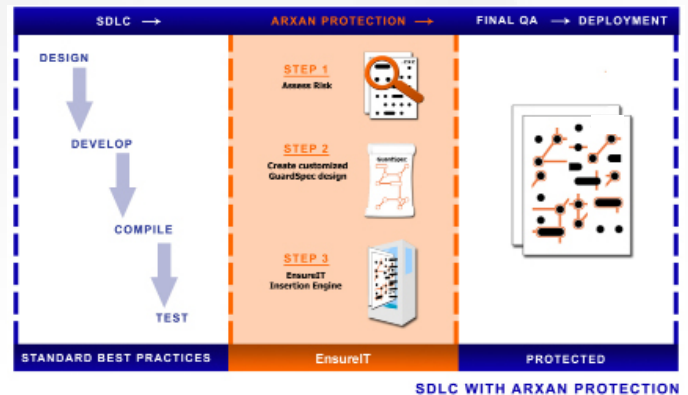 SDLC →
ARXAN PROTECTION →
FINAL QA → DEPLOYMENT
DESIGN
DEVELOP
COMPILE
TEST
STEP 1
Assess Risk
STEP 2
Create customized
GuardSpec design
GuardSpec
STEP 3
EnsureIT
Insertion Engine
STANDARD BEST PRACTICES
EnsureIT
PROTECTED
SDLC WITH ARXAN PROTECTION